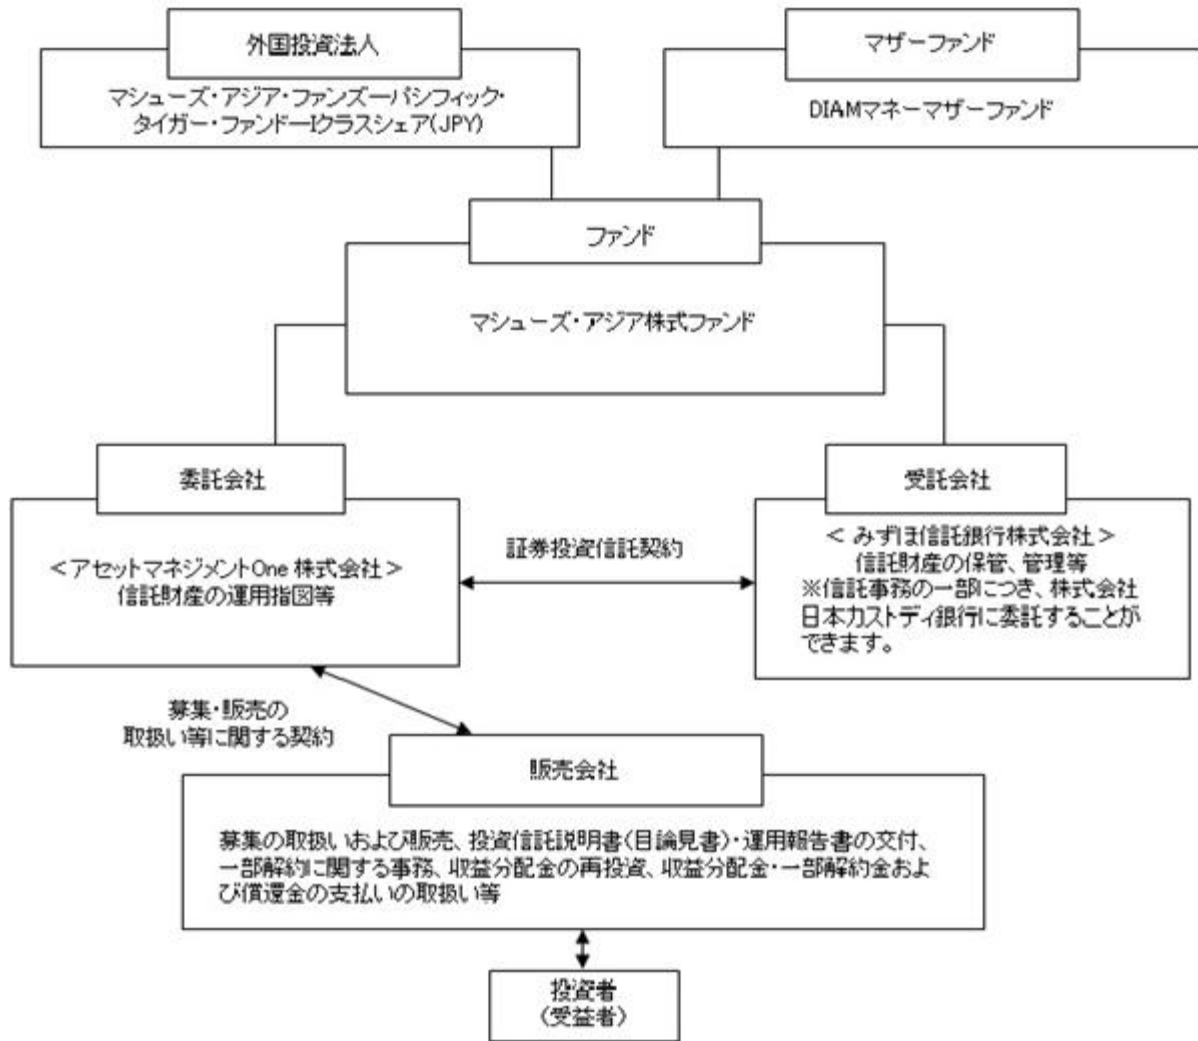 外国投資法人
マシューズ・アジア・ファンズ―パシフィック・
タイガー・ファンド―Iクラスシェア(JPY)
マザーファンド
DIAMマネーマザーファンド
ファンド
マシューズ・アジア株式ファンド
委託会社
<アセットマネジメントOne 株式会社>
信託財産の運用指図等
証券投資信託契約
受託会社
< みずほ信託銀行株式会社 >
信託財産の保管、管理等
※信託事務の一部につき、株式会社
日本カストディ銀行に委託することが
できます。
募集・販売の
取扱い等に関する契約
販売会社
募集の取扱いおよび販売、投資信託説明書(目論見書)・運用報告書の交付、
一部解約に関する事務、収益分配金の再投資、収益分配金・一部解約金およ
び償還金の支払いの取扱い等
投資者
(受益者)